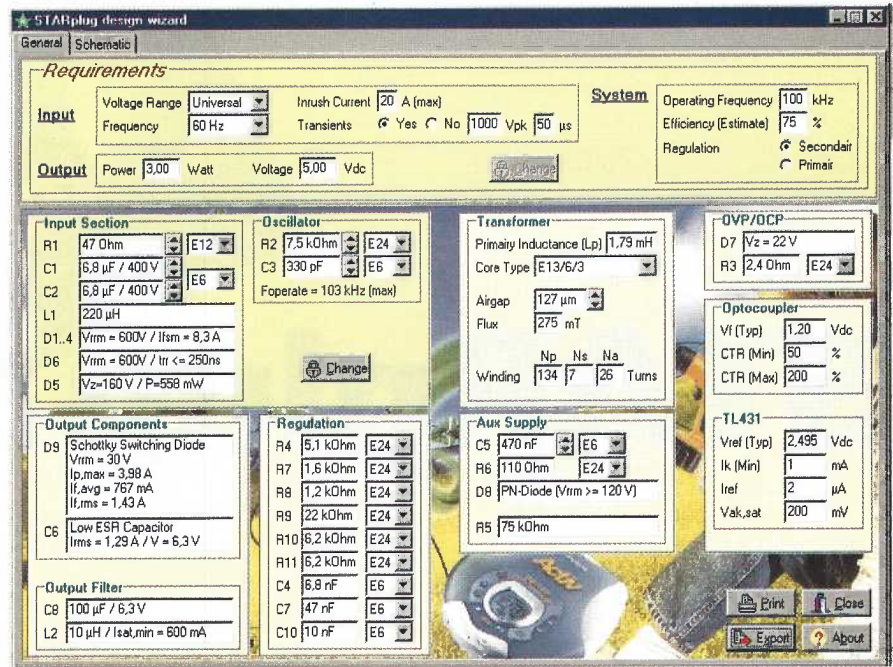 STARplug design wizard
General Schematic
Requirements
Input
Voltage Range Universal
Inrush Current 20 A (max)
Frequency 60 Hz
Transients Yes No 1000 Vpk 50 µs
System
Operating Frequency 100 kHz
Efficiency (Estimate) 75 %
Regulation Secondair
Primair
Output
Power 3,00 Watt Voltage 5,00 Vdc
Change
Input Section
R1 47 Ohm E12
C1 6,8 µF / 400 V
E6
C2 6,8 µF / 400 V
L1 220 µH
D1..4 Vrrm = 600V / Ifsm = 8,3 A
D6 Vrrm = 600V / trr <= 250ns
D5 Vz=160 V / P=558 mW
Oscillator
R2 7,5 kOhm E24
C3 330 pF E6
Foperate = 103 kHz (max)
Change
Transformer
Primairy Inductance (Lp) 1,79 mH
Core Type E13/6/3
Airgap 127 µm
Flux 275 mT
Np Ns Na
Winding 134 7 26 Turns
OVP/OCP
D7 Vz = 22 V
R3 2,4 Ohm E24
Optocoupler
Vf (Typ) 1,20 Vdc
CTR (Min) 50 %
CTR (Max) 200 %
Output Components
D9 Schottky Switching Diode
Vrrm = 30 V
Ip,max = 3,98 A
If,avg = 767 mA
If,rms = 1,43 A
C6 Low ESR Capacitor
Irms = 1,29 A / V = 6,3 V
Output Filter
C8 100 µF / 6,3 V
L2 10 µH / Isat,min = 600 mA
Regulation
R4 5,1 kOhm E24
R7 1,6 kOhm E24
R8 1,2 kOhm E24
R9 22 kOhm E24
R10 6,2 kOhm E24
R11 6,2 kOhm E24
C4 6,8 nF E6
C7 47 nF E6
C10 10 nF E6
Aux Supply
C5 470 nF E6
R6 110 Ohm E24
D8 PN-Diode (Vrrm >= 120 V)
R5 75 kOhm
TL431
Vref (Typ) 2,495 Vdc
Ik (Min) 1 mA
Iref 2 µA
Vak,sat 200 mV
Activ
Print Close
Export About